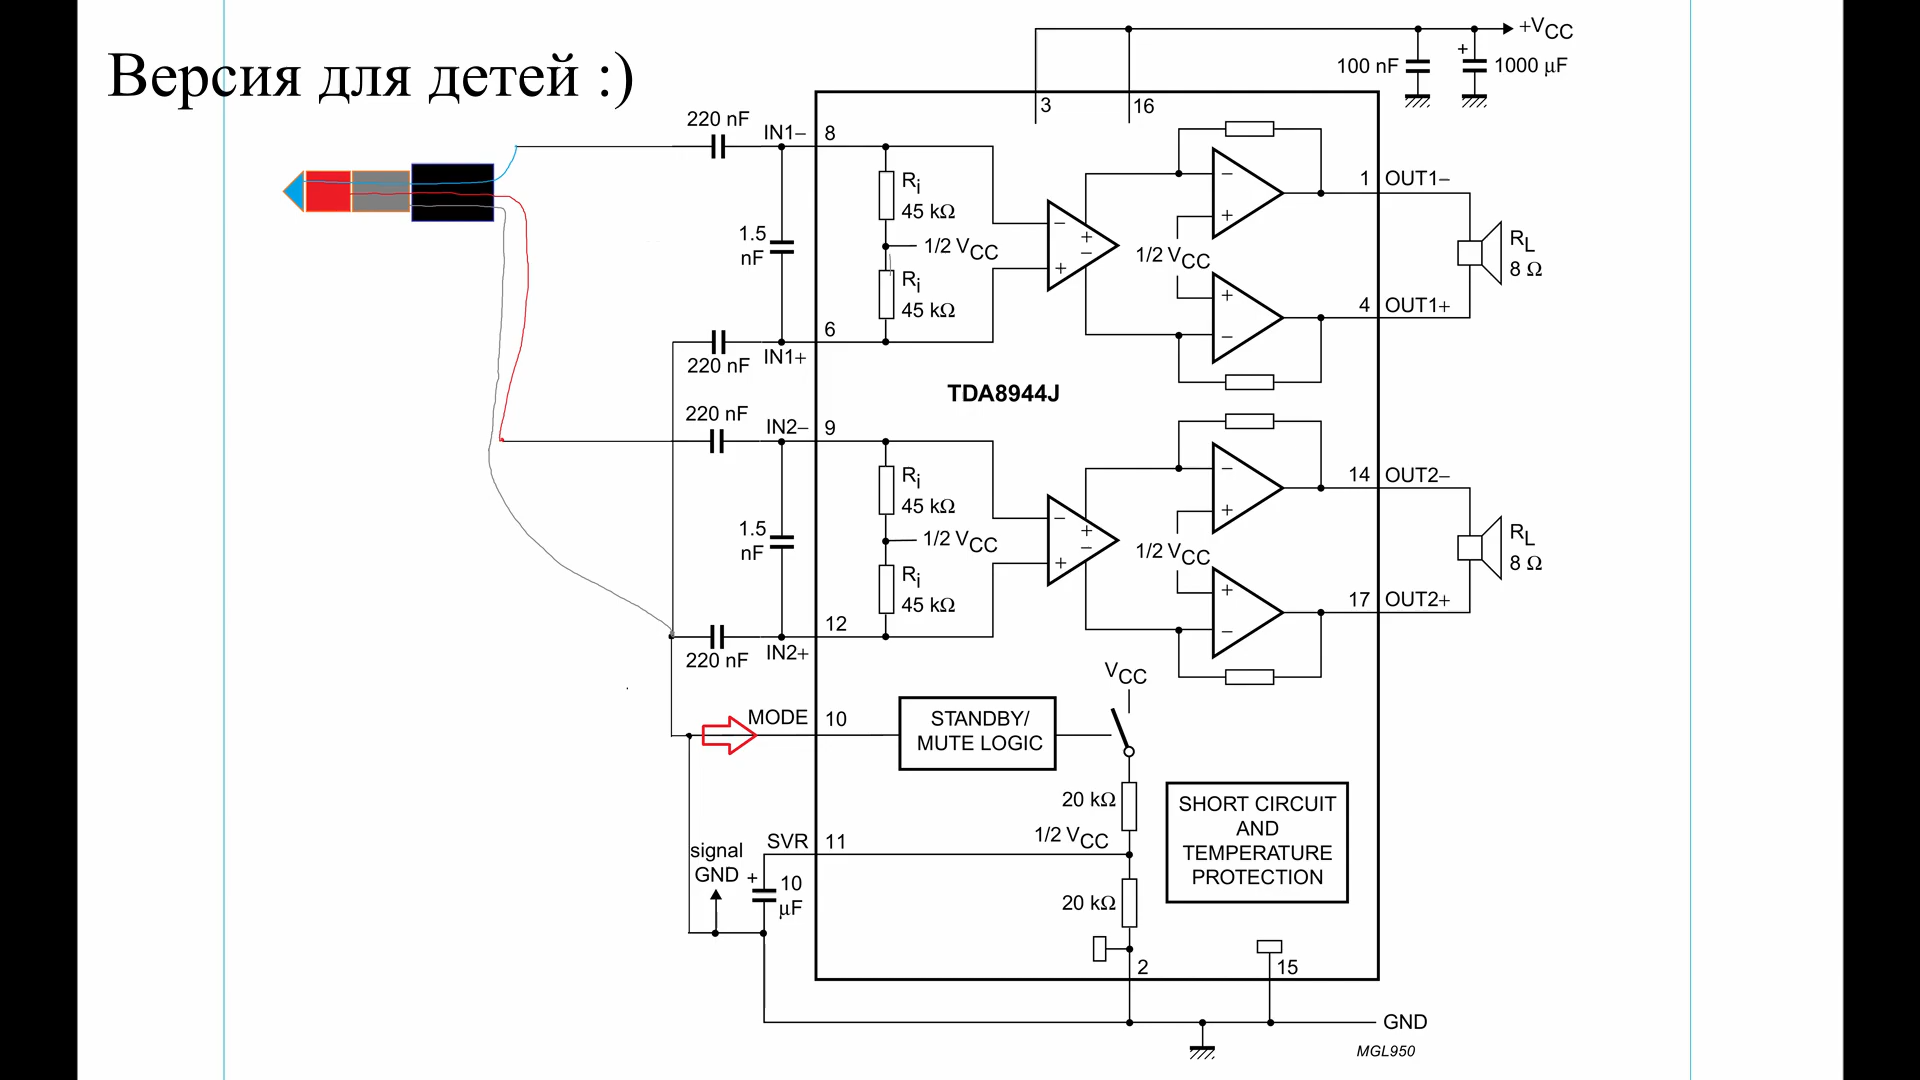 Версия для детей :)
+VCC
100 nF
+
1000 μF
3
16
220 nF
IN1−
8
Ri
45 kΩ
1/2 VCC
Ri
45 kΩ
1.5
nF
6
IN1+
220 nF
−
+
−
+
−
+
1/2 VCC
+
−
1
OUT1−
4
OUT1+
RL
8 Ω
TDA8944J
220 nF
IN2−
9
Ri
45 kΩ
1/2 VCC
Ri
45 kΩ
1.5
nF
12
IN2+
220 nF
−
+
−
+
−
+
1/2 VCC
+
−
14
OUT2−
17
OUT2+
RL
8 Ω
VCC
MODE
10
STANDBY/
MUTE LOGIC
20 kΩ
1/2 VCC
20 kΩ
SVR
11
signal
GND
+
10
μF
SHORT CIRCUIT
AND
TEMPERATURE
PROTECTION
2
15
GND
MGL950